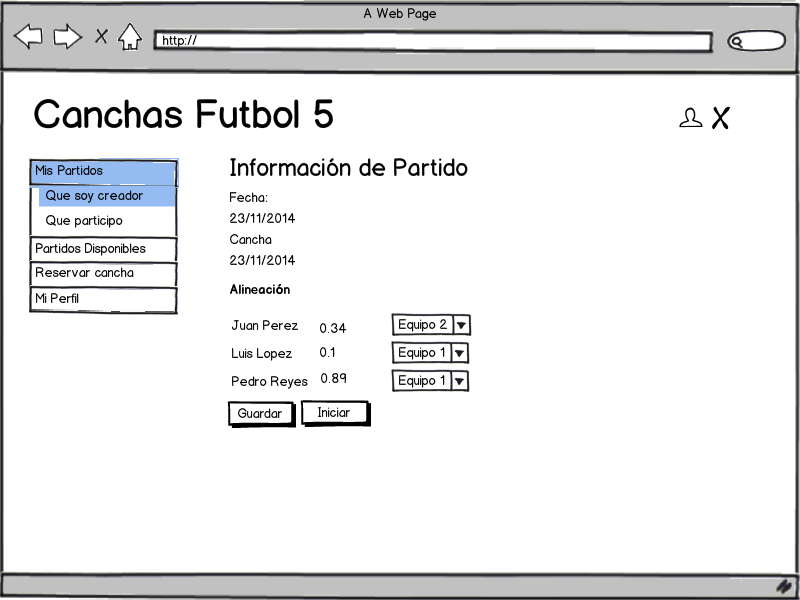 A Web Page
http://
Canchas Futbol 5
Mis Partidos
Que soy creador
Que participo
Partidos Disponibles
Reservar cancha
Mi Perfil
Información de Partido
Fecha:
23/11/2014
Cancha
23/11/2014
Alineación
Juan Perez 0.34 Equipo 2
Luis Lopez 0.1 Equipo 1
Pedro Reyes 0.89 Equipo 1
Guardar Iniciar